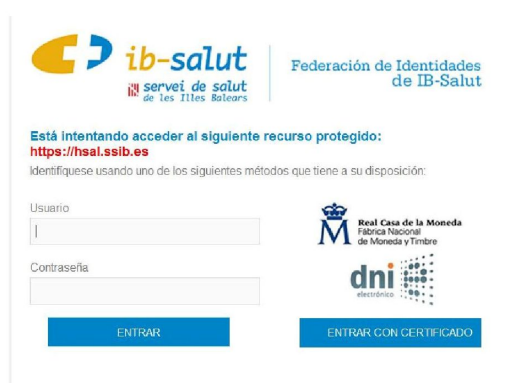 ib-salut
servei de salut
de les Illes Balears
Federación de Identidades
de IB-Salut
Está intentando acceder al siguiente recurso protegido:
https://hsal.ssib.es
Identifíquese usando uno de los siguientes métodos que tiene a su disposición:
Usuario
Contraseña
ENTRAR
Real Casa de la Moneda
Fábrica Nacional
de Moneda y Timbre
dni
electrónico
ENTRAR CON CERTIFICADO